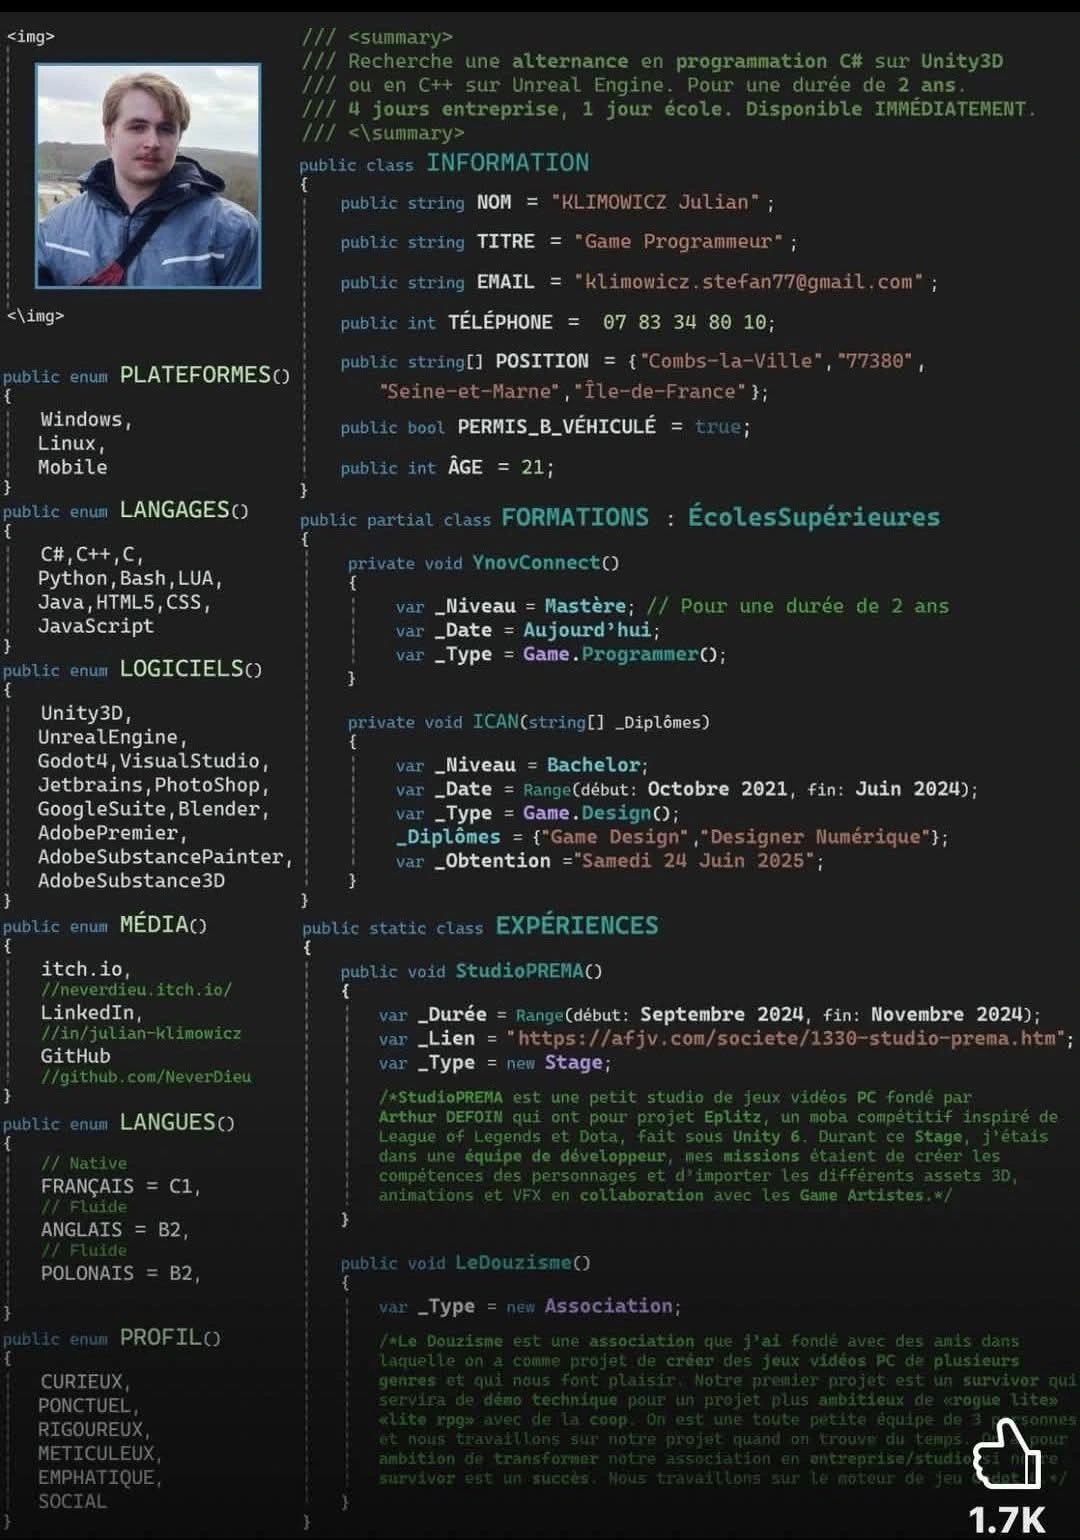 <img>
<\img>
public enum PLATEFORMES()
{
Windows,
Linux,
Mobile
}
public enum LANGAGES()
{
C#,C++,C,
Python,Bash,LUA,
Java,HTML5,CSS,
JavaScript
}
public enum LOGICIELS()
{
Unity3D,
UnrealEngine,
Godot4,VisualStudio,
Jetbrains,PhotoShop,
GoogleSuite,Blender,
AdobePremier,
AdobeSubstancePainter,
AdobeSubstance3D
}
public enum MÉDIA()
{
itch.io,
//neverdieu.itch.io/
LinkedIn,
//in/julian-klimowicz
GitHub
//github.com/NeverDieu
}
public enum LANGUES()
{
// Native
FRANÇAIS = C1,
// Fluide
ANGLAIS = B2,
// Fluide
POLONAIS = B2,
}
public enum PROFIL()
{
CURIEUX,
PONCTUEL,
RIGOUREUX,
METICULEUX,
EMPHATIQUE,
SOCIAL
}
/// <summary>
/// Recherche une alternance en programmation C# sur Unity3D
/// ou en C++ sur Unreal Engine. Pour une durée de 2 ans.
/// 4 jours entreprise, 1 jour école. Disponible IMMÉDIATEMENT.
/// <\summary>
public class INFORMATION
{
public string NOM = "KLIMOWICZ Julian" ;
public string TITRE = "Game Programmeur" ;
public string EMAIL = "klimowicz.stefan77@gmail.com" ;
public int TÉLÉPHONE = 07 83 34 80 10;
public string[] POSITION = {"Combs-la-Ville","77380",
"Seine-et-Marne","Île-de-France"};
public bool PERMIS_B_VÉHICULÉ = true;
public int ÂGE = 21;
}
public partial class FORMATIONS : ÉcolesSupérieures
{
private void YnovConnect()
{
var _Niveau = Mastère; // Pour une durée de 2 ans
var _Date = Aujourd'hui;
var _Type = Game.Programmer();
}
private void ICAN(string[] _Diplômes)
{
var _Niveau = Bachelor;
var _Date = Range(début: Octobre 2021, fin: Juin 2024);
var _Type = Game.Design();
_Diplômes = {"Game Design","Designer Numérique"};
var _Obtention ="Samedi 24 Juin 2025";
}
}
public static class EXPÉRIENCES
{
public void StudioPREMA()
{
var _Durée = Range(début: Septembre 2024, fin: Novembre 2024);
var _Lien = "https://afjv.com/societe/1330-studio-prema.htm";
var _Type = new Stage;
/*StudioPREMA est une petit studio de jeux vidéos PC fondé par
Arthur DEFOIN qui ont pour projet Eplitz, un moba compétitif inspiré de
League of Legends et Dota, fait sous Unity 6. Durant ce Stage, j'étais
dans une équipe de développeur, mes missions étaient de créer les
compétences des personnages et d'importer les différents assets 3D,
animations et VFX en collaboration avec les Game Artistes.*/
}
public void LeDouzisme()
{
var _Type = new Association;
/*Le Douzisme est une association que j'ai fondé avec des amis dans
laquelle on a comme projet de créer des jeux vidéos PC de plusieurs
genres et qui nous font plaisir. Notre premier projet est un survivor qui
servira de démo technique pour un projet plus ambitieux de «rogue lite»
«lite rpg» avec de la coop. On est une toute petite équipe de 3 personnes
et nous travaillons sur notre projet quand on trouve du temps. pour
ambition de transformer notre association en entreprise/studio si notre
survivor est un succès. Nous travaillons sur le moteur de jeu */
}
}
1.7K